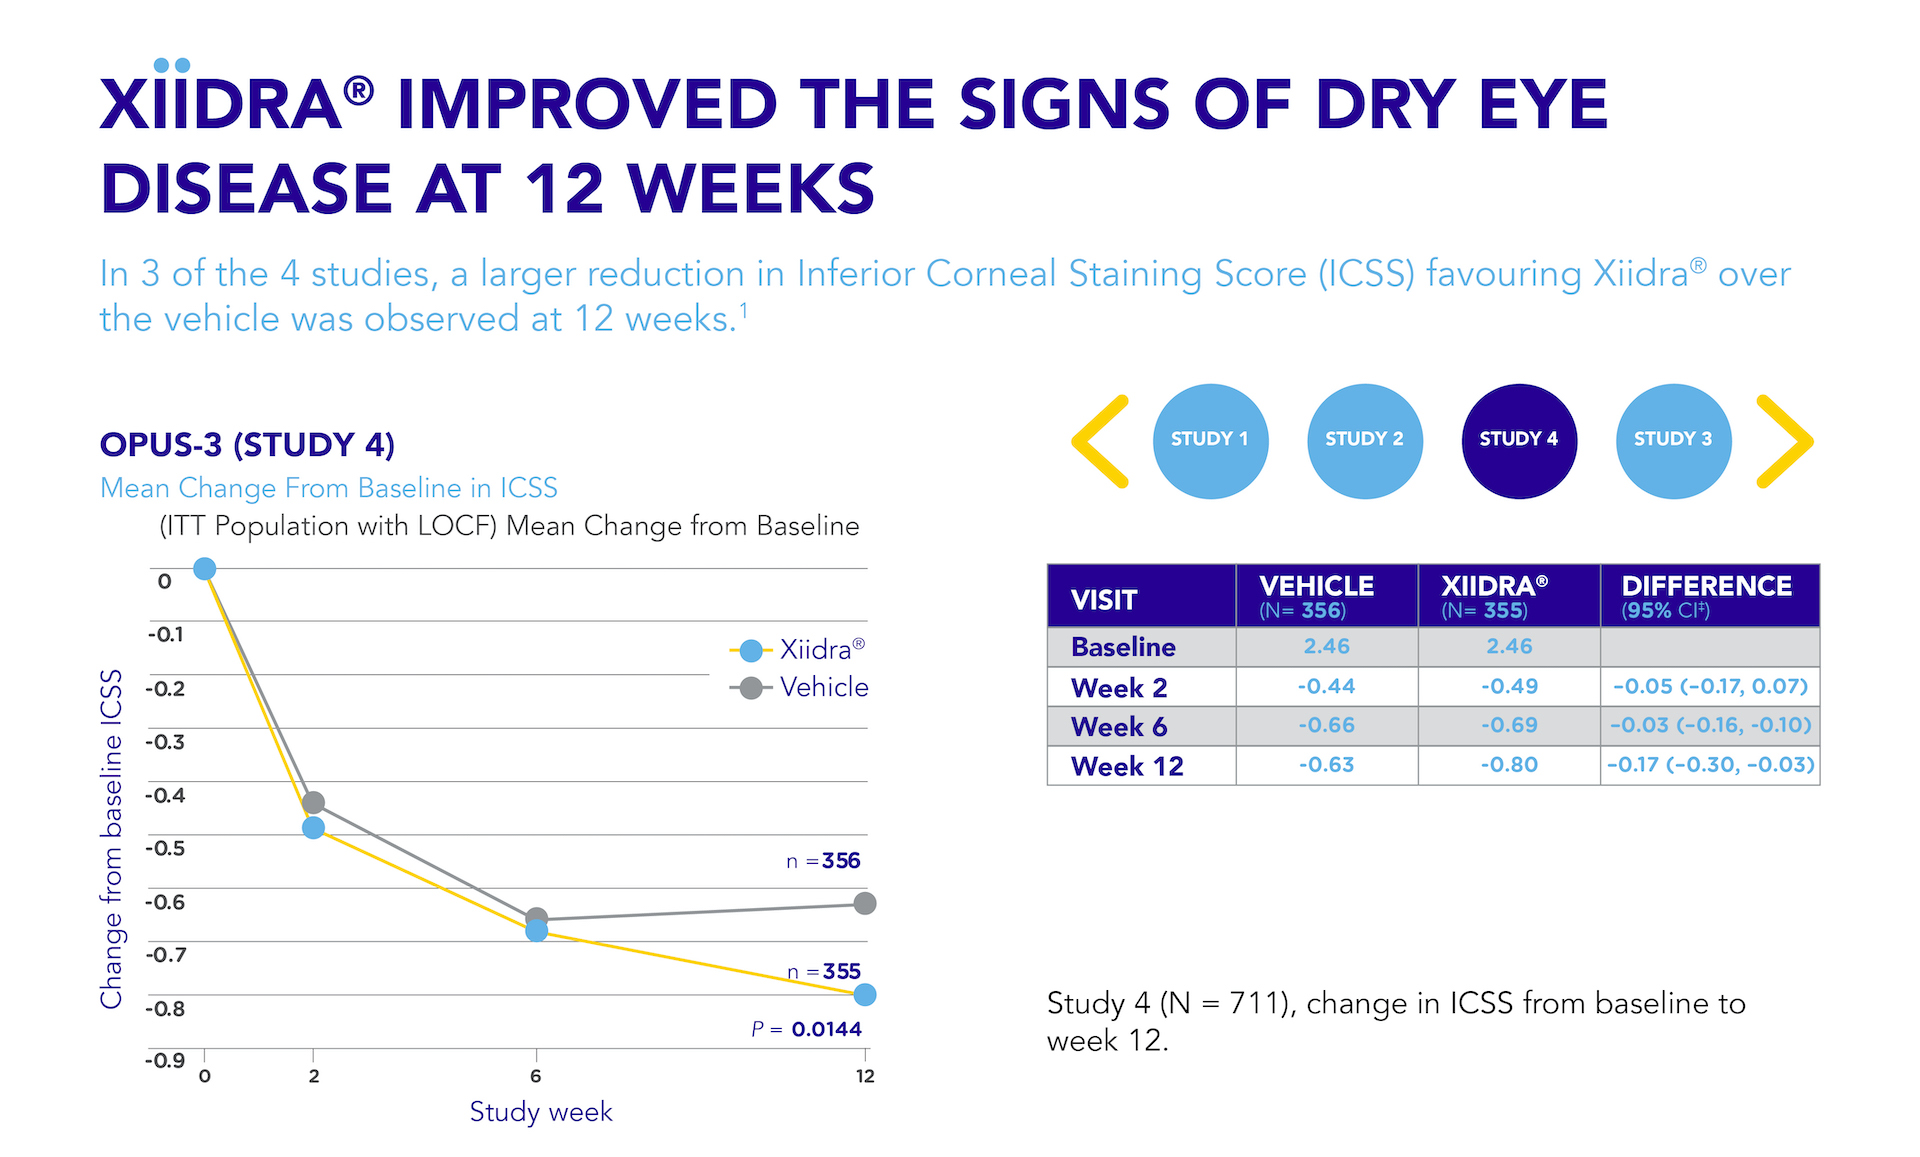 XÏÏDRA® IMPROVED THE SIGNS OF DRY EYE
DISEASE AT 12 WEEKS
In 3 of the 4 studies, a larger reduction in Inferior Corneal Staining Score (ICSS) favouring Xiidra® over
the vehicle was observed at 12 weeks.¹
OPUS-3 (STUDY 4)
Mean Change From Baseline in ICSS
(ITT Population with LOCF) Mean Change from Baseline
Change from baseline ICSS
0
-0.1
-0.2
-0.3
-0.4
-0.5
-0.6
-0.7
-0.8
-0.9
Xiidra®
Vehicle
n = 356
n = 355
P = 0.0144
0 2 6 12
Study week
STUDY 1 STUDY 2 STUDY 4 STUDY 3
VISIT VEHICLE XIIDRA® DIFFERENCE
(N= 356) (N= 355) (95% CI‡)
Baseline 2.46 2.46
Week 2 -0.44 -0.49 –0.05 (–0.17, 0.07)
Week 6 -0.66 -0.69 –0.03 (–0.16, -0.10)
Week 12 -0.63 -0.80 –0.17 (–0.30, –0.03)
Study 4 (N = 711), change in ICSS from baseline to
week 12.